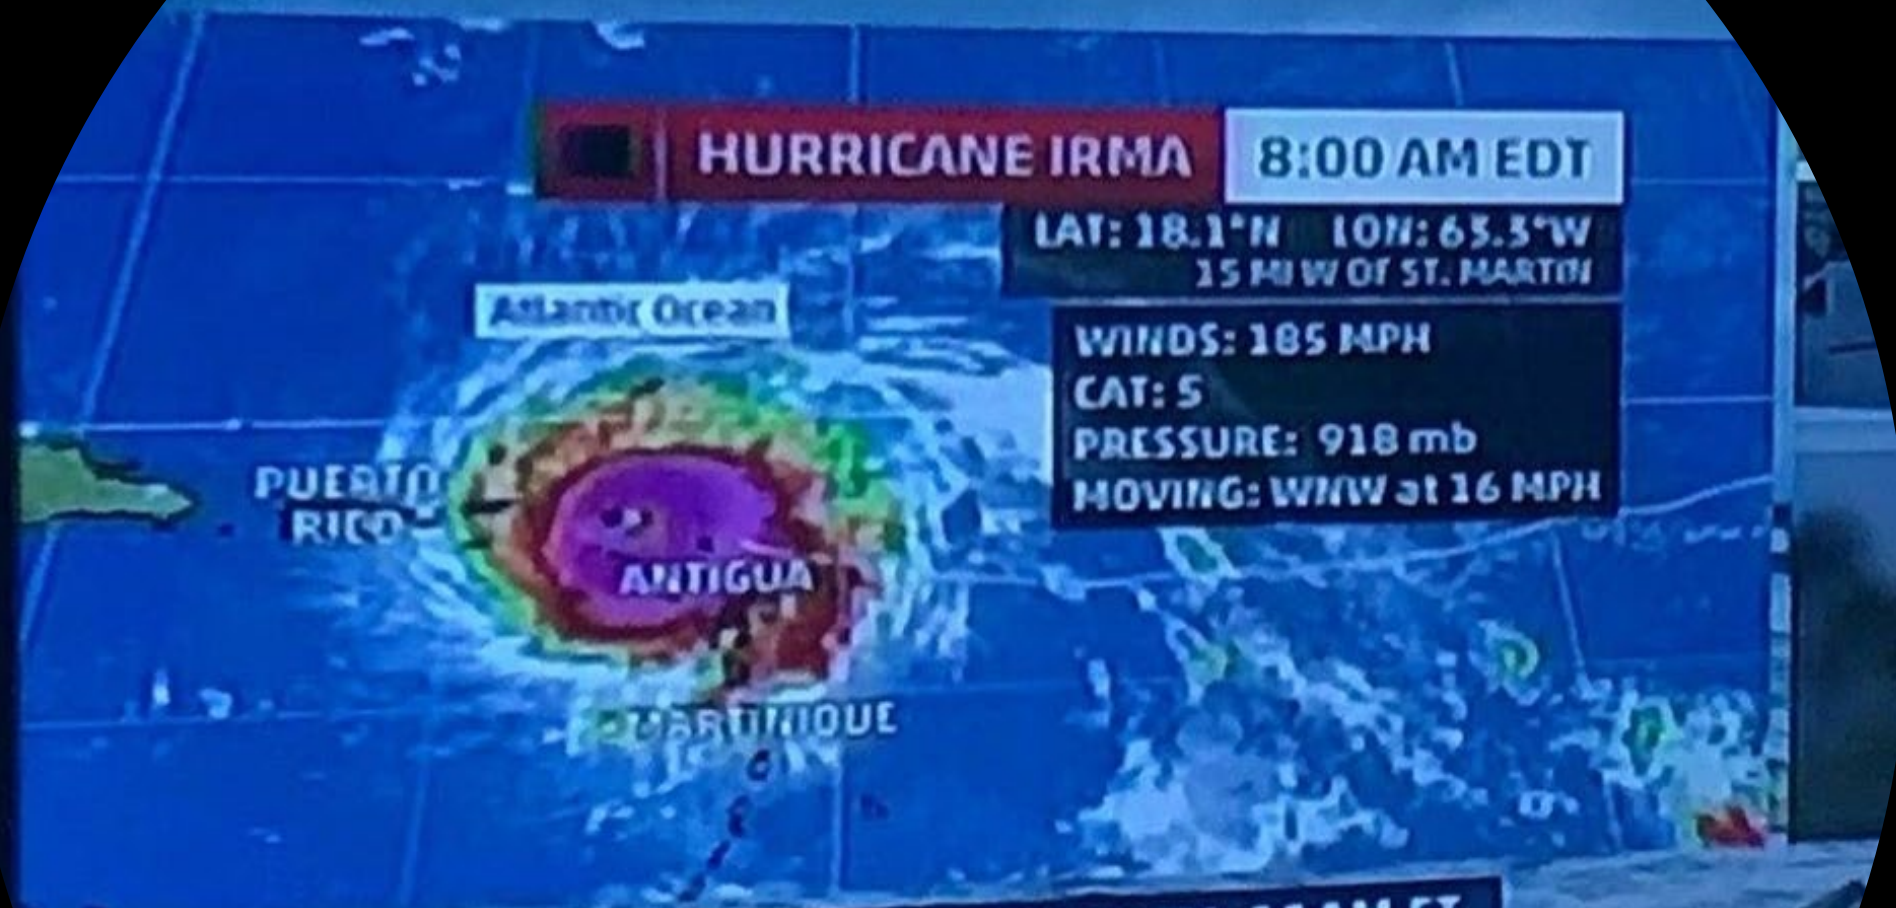 HURRICANE IRMA 8:00 AM EDT
LAT: 18.1°N LON: 63.3°W
15 MI W OF ST. MARTIN
Atlantic Ocean
WINDS: 185 MPH
CAT: 5
PRESSURE: 918 mb
MOVING: WNW at 16 MPH
PUERTO
RICO
ANTIGUA
MARTINIQUE